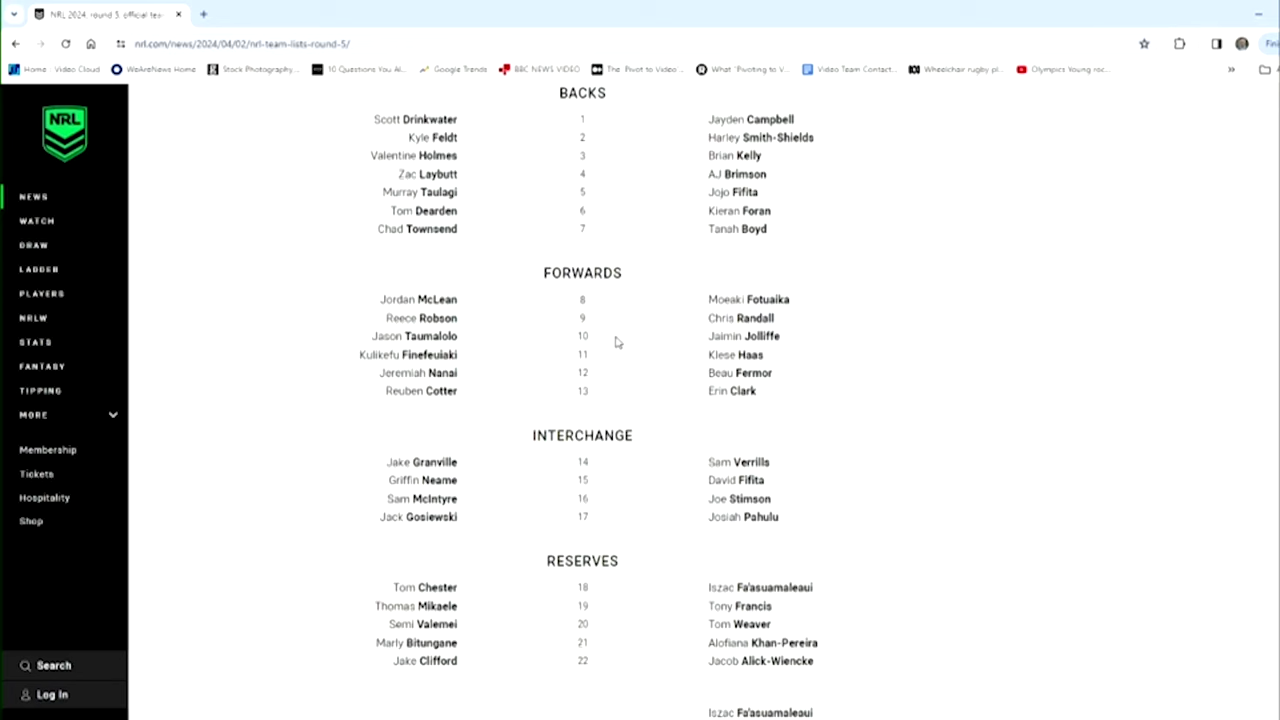 NRL 2024, round 5, official tea
nrl.com/news/2024/04/02/nrl-team-lists-round-5/
Home - Video Cloud WeAreNews Home Stock Photography... 10 Questions You Al... Google Trends BBC NEWS VIDEO The 'Pivot to Video'... What "Pivoting to V... Video Team Contact... Wheelchair rugby pl... Olympics Young roc...
NRL
NEWS
WATCH
DRAW
LADDER
PLAYERS
NRLW
STATS
FANTASY
TIPPING
MORE
Membership
Tickets
Hospitality
Shop
Search
Log In
BACKS
Scott Drinkwater 1 Jayden Campbell
Kyle Feldt 2 Harley Smith-Shields
Valentine Holmes 3 Brian Kelly
Zac Laybutt 4 AJ Brimson
Murray Taulagi 5 Jojo Fifita
Tom Dearden 6 Kieran Foran
Chad Townsend 7 Tanah Boyd
FORWARDS
Jordan McLean 8 Moeaki Fotuaika
Reece Robson 9 Chris Randall
Jason Taumalolo 10 Jaimin Jolliffe
Kulikefu Finefeuiaki 11 Klese Haas
Jeremiah Nanai 12 Beau Fermor
Reuben Cotter 13 Erin Clark
INTERCHANGE
Jake Granville 14 Sam Verrills
Griffin Neame 15 David Fifita
Sam McIntyre 16 Joe Stimson
Jack Gosiewski 17 Josiah Pahulu
RESERVES
Tom Chester 18 Iszac Fa'asuamaleaui
Thomas Mikaele 19 Tony Francis
Semi Valemei 20 Tom Weaver
Marly Bitungane 21 Alofiana Khan-Pereira
Jake Clifford 22 Jacob Alick-Wiencke
Iszac Fa'asuamaleaui